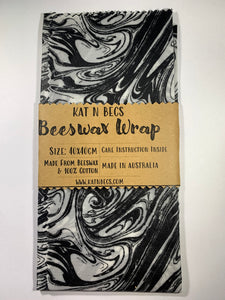 KAT N BECS
Beeswax Wrap
SIZE: 40x40cm
CARE INSTRUCTION INSIDE
MADE FROM BEESWAX
& 100% COTTON
MADE IN AUSTRALIA
WWW.KATNBECS.COM